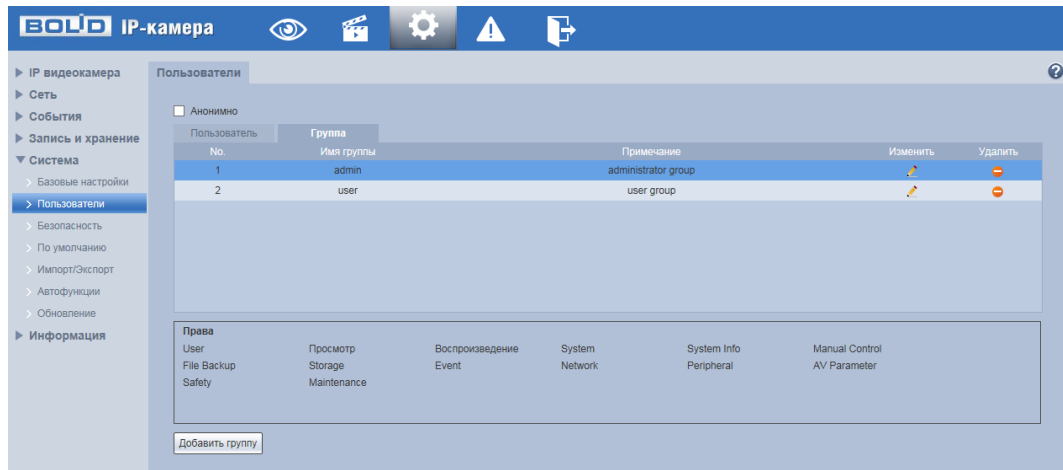 BOLID IP-камера
IP видеокамера
Сеть
События
Запись и хранение
Система
Базовые настройки
Пользователи
Безопасность
По умолчанию
Импорт/Экспорт
Автофункции
Обновление
Информация
Пользователи
Анонимно
Пользователь Группа
No. Имя группы Примечание Изменить Удалить
1 admin administrator group
2 user user group
Права
User Просмотр Воспроизведение System System Info Manual Control
File Backup Storage Event Network Peripheral AV Parameter
Safety Maintenance
Добавить группу